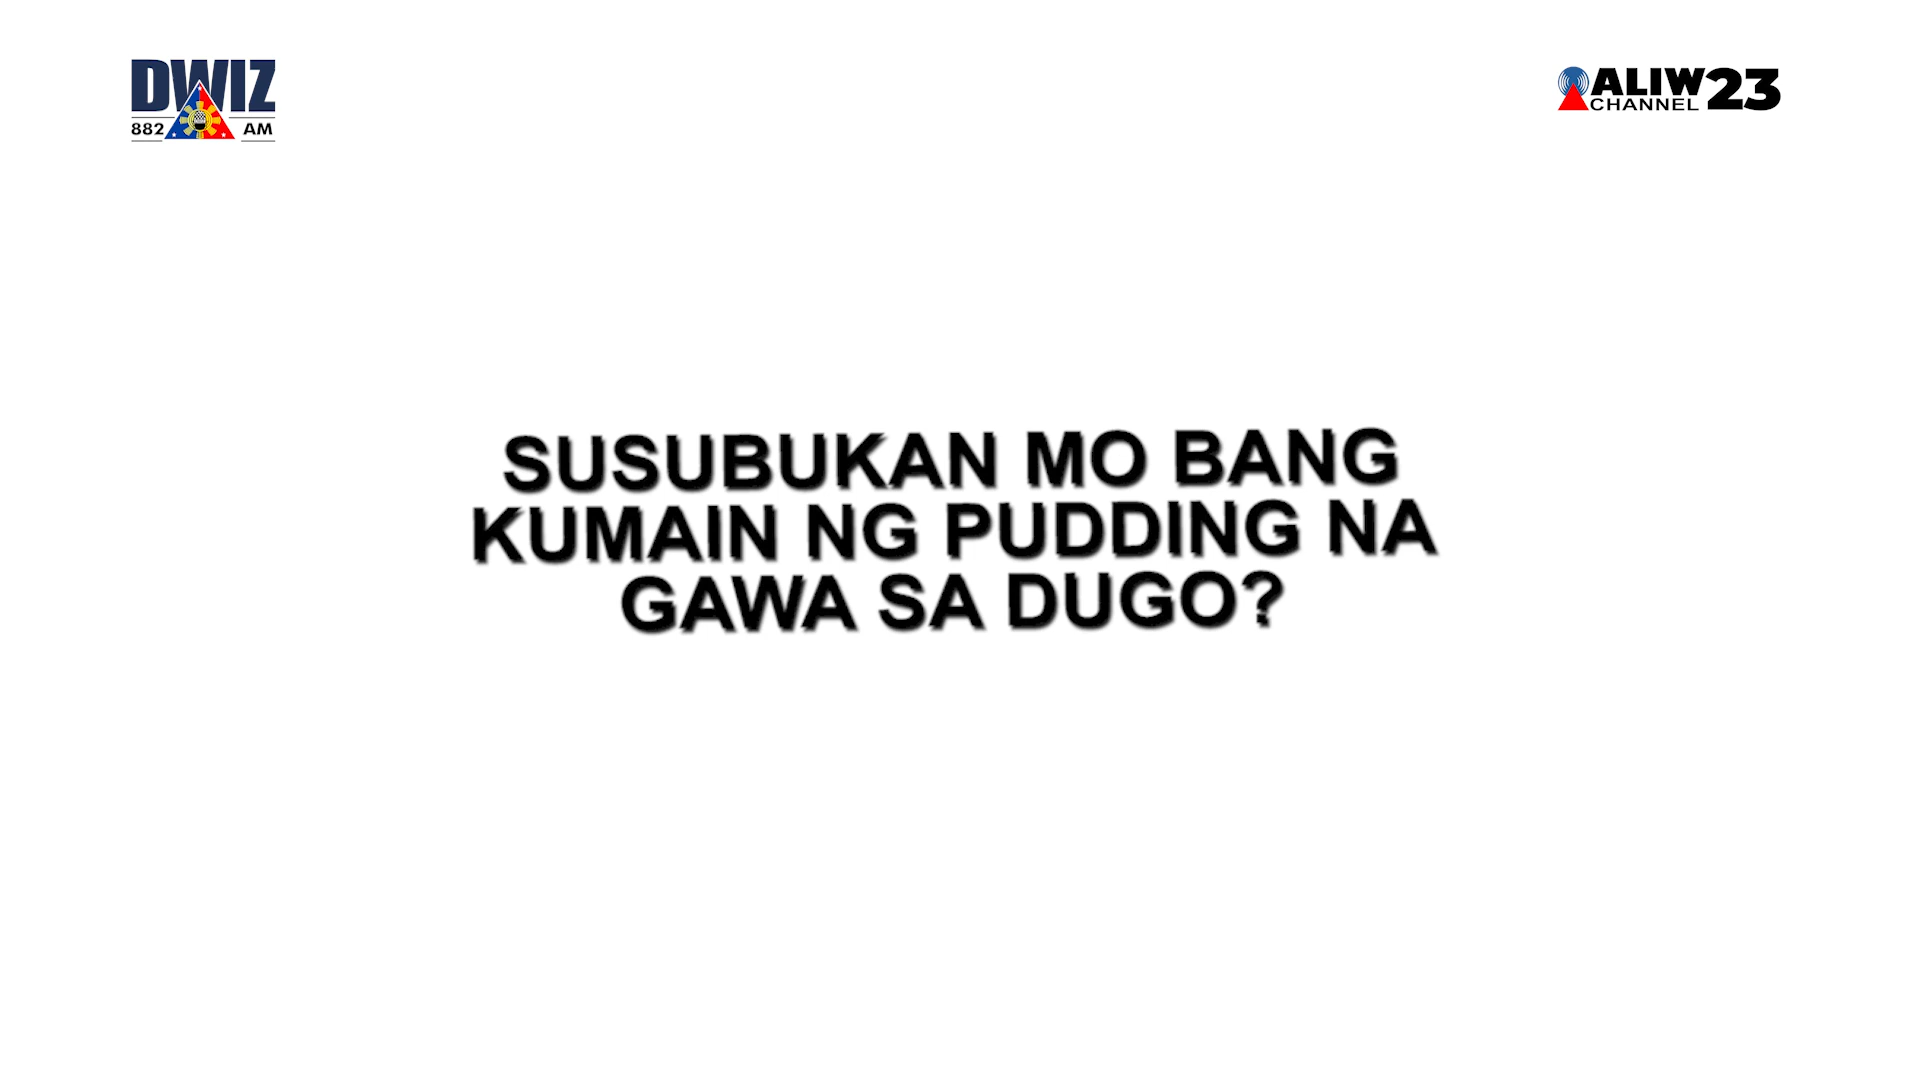 DWIZ
882 AM
ALIW 23
CHANNEL
SUSUBUKAN MO BANG
KUMAIN NG PUDDING NA
GAWA SA DUGO?